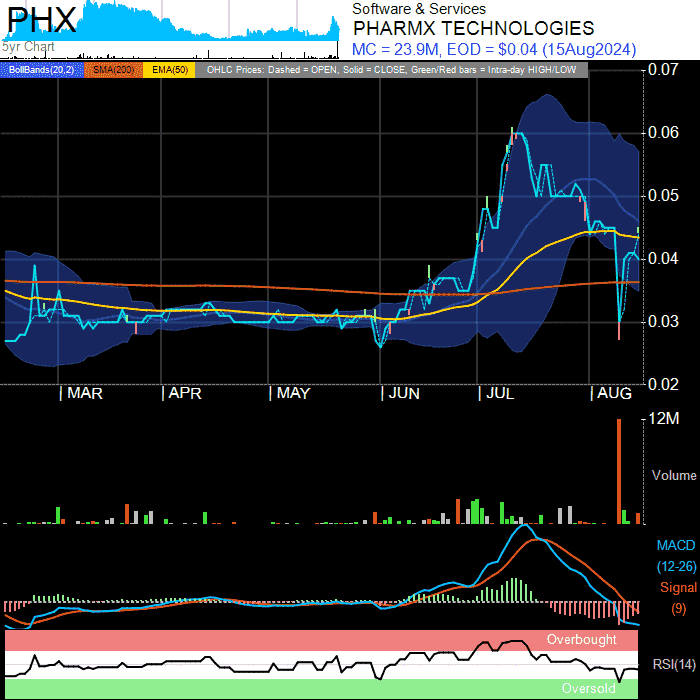 PHX
5yr Chart
Software & Services
PHARMX TECHNOLOGIES
MC = 23.9M, EOD = $0.04 (15Aug2024)
BollBands(20,2) SMA(200) EMA(50) OHLC Prices: Dashed = OPEN, Solid = CLOSE, Green/Red bars = Intra-day HIGH/LOW
0.07
0.06
0.05
0.04
0.03
0.02
| MAR | APR | MAY | JUN | JUL | AUG
12M
Volume
MACD
(12-26)
Signal
(9)
Overbought
RSI(14)
Oversold